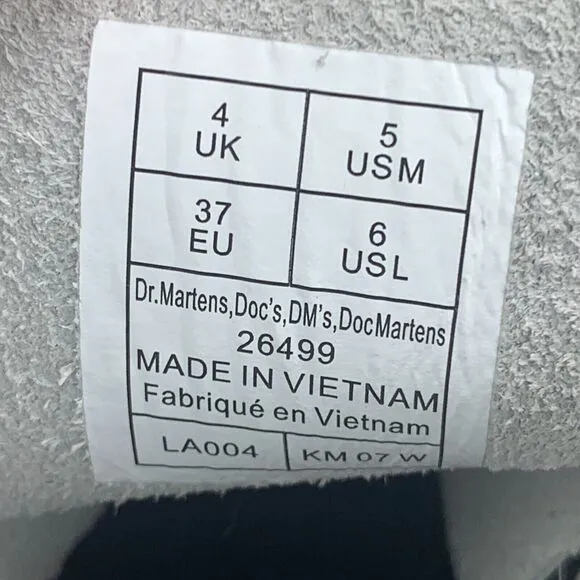 4
UK
5
USM
37
EU
6
USL
Dr.Martens,Doc's,DM's,DocMartens
26499
MADE IN VIETNAM
Fabriqué en Vietnam
LA004
KM 07 W